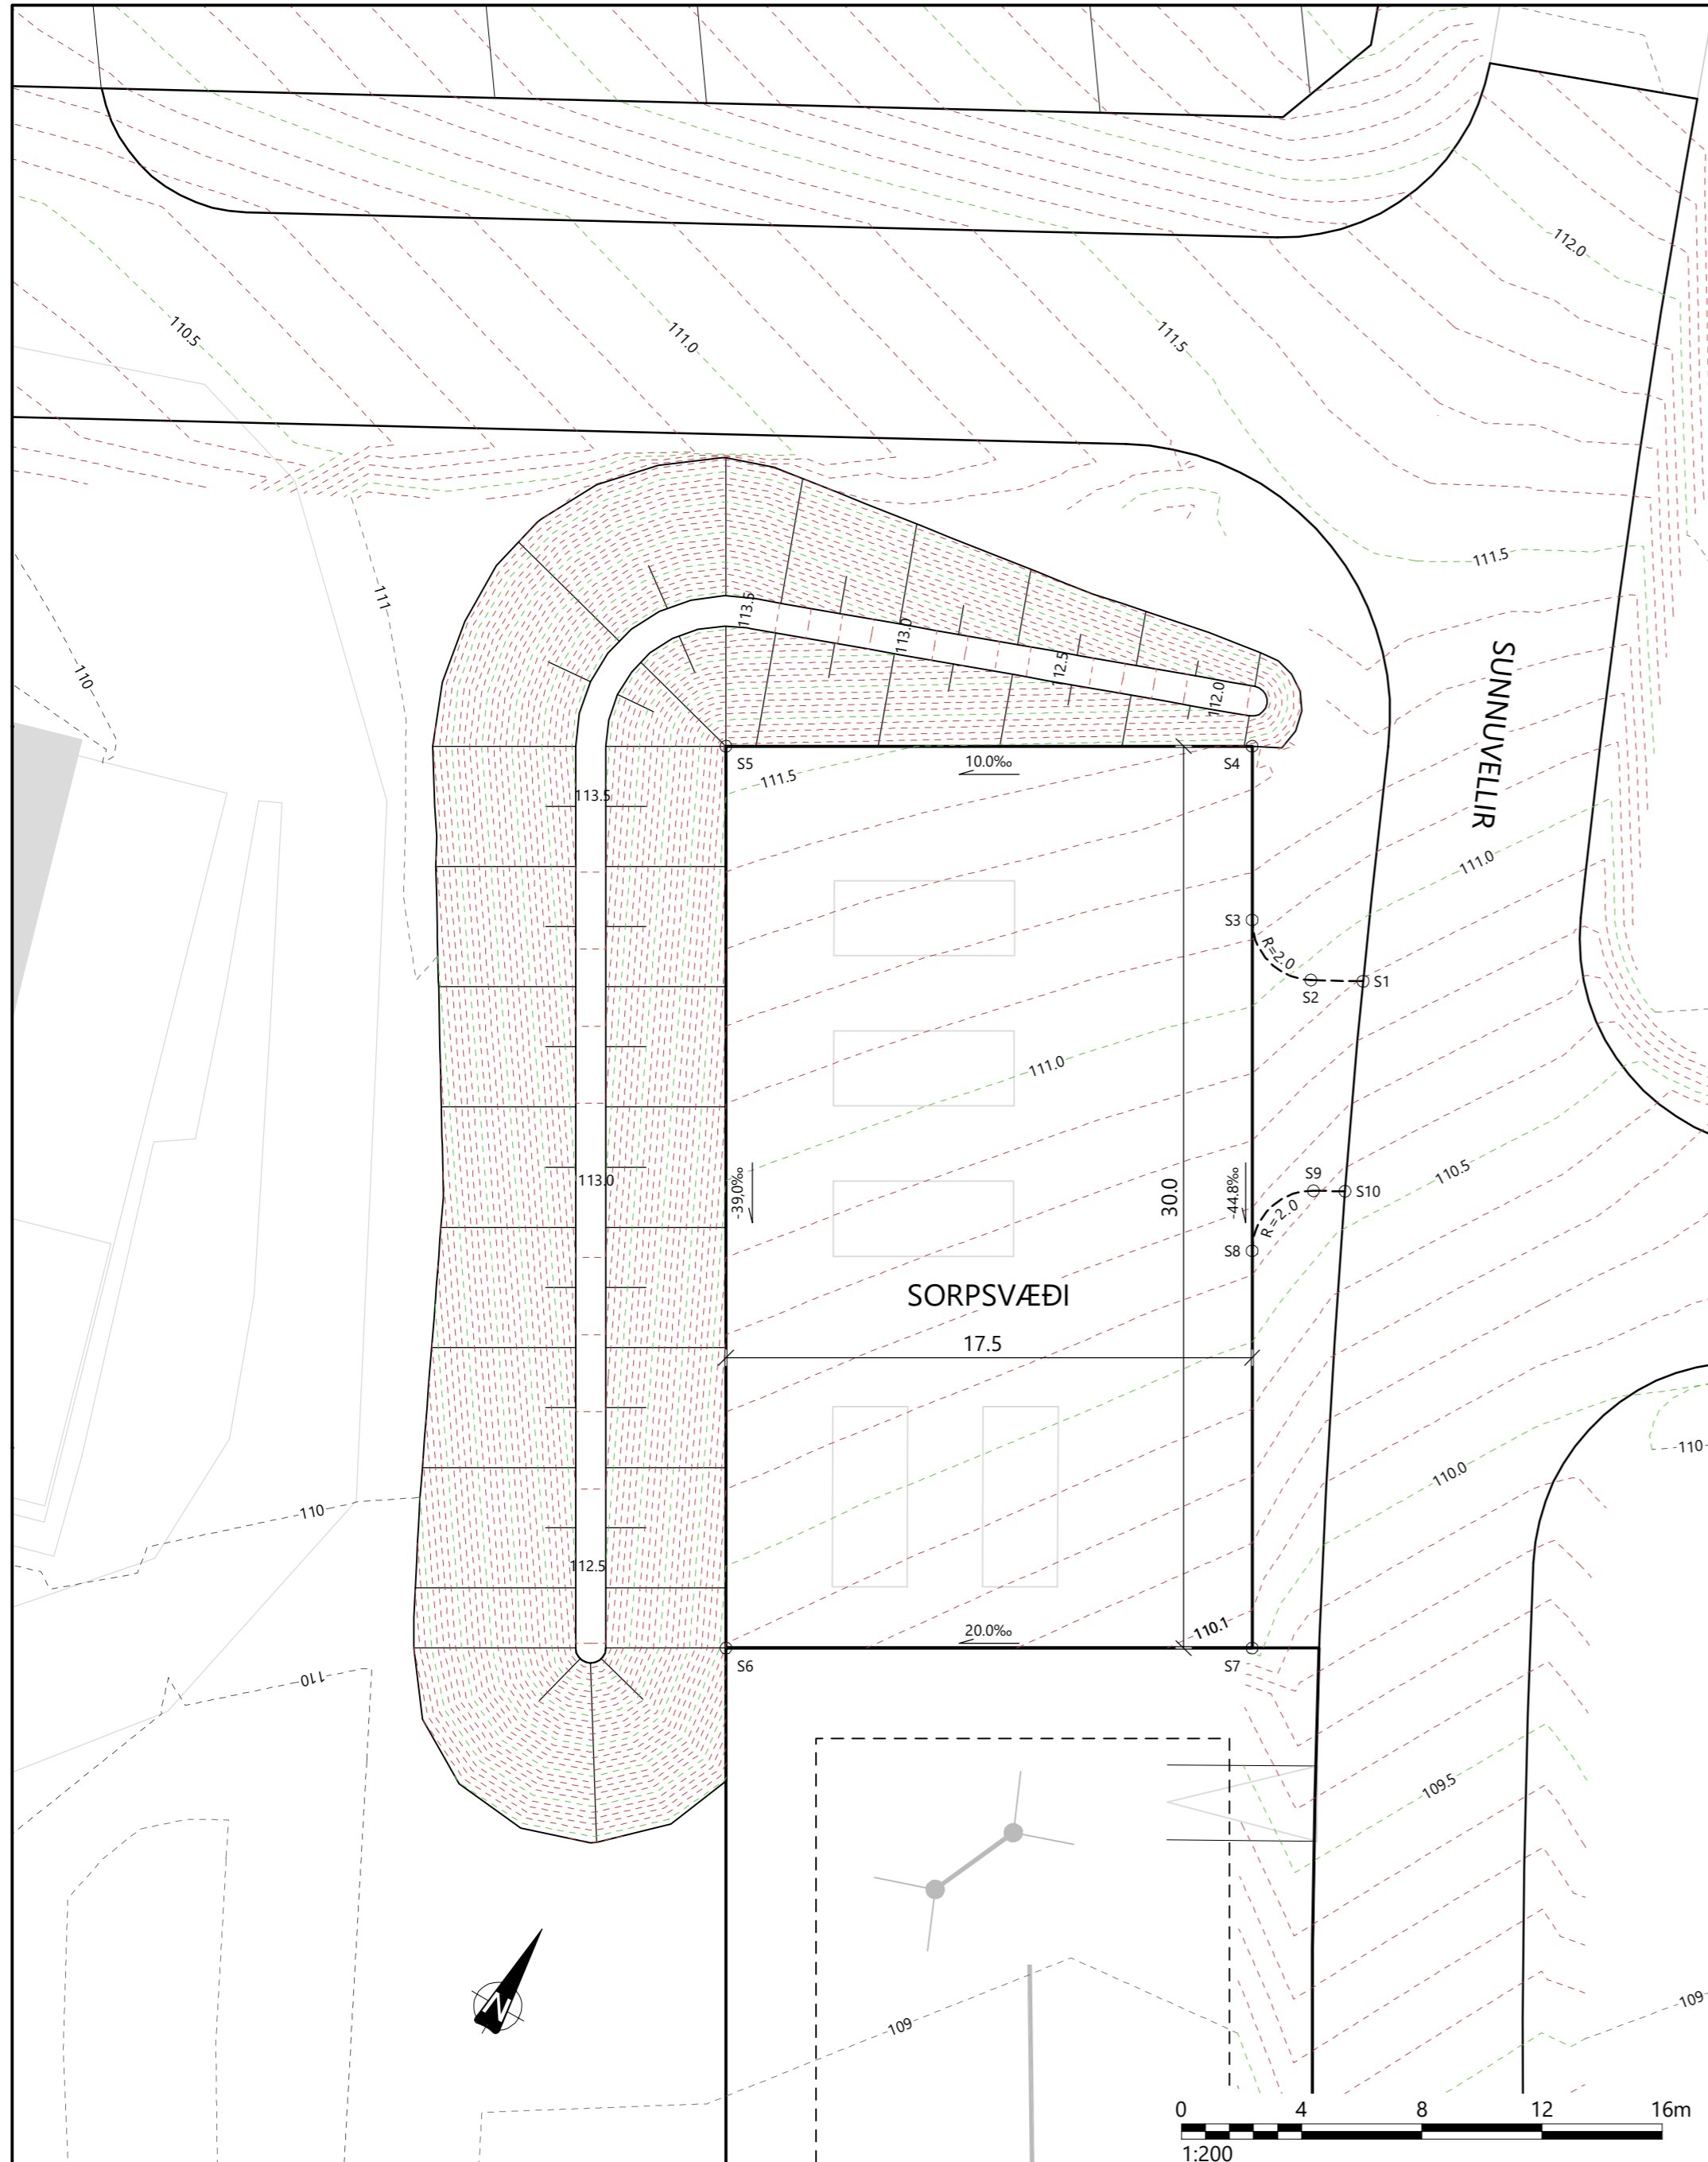 112.0
110.5
111.0
111.5
111.5
111
113.5
113.0
112.5
112.0
SUNNUVELLIR
110
S5
10.0‰
S4
111.5
113.5
111.0
S3
R=2.0
S2
S1
111.0
110.5
113.0
-39,0‰
30.0
-44.8‰
S9
S10
R=2.0
S8
SORPSVÆÐI
17.5
110.0
110
110
112.5
20.0‰
110.1
S6
S7
110
109.5
N
109
109
0 4 8 12 16m
1:200